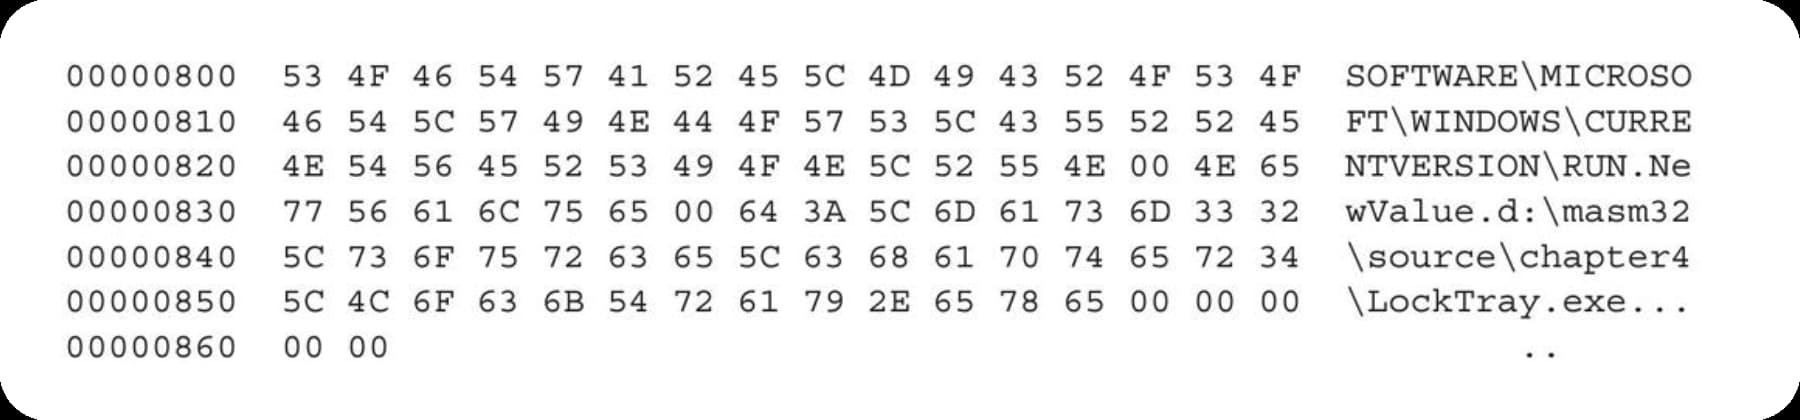 00000800 53 4F 46 54 57 41 52 45 5C 4D 49 43 52 4F 53 4F SOFTWARE\MICROSO
00000810 46 54 5C 57 49 4E 44 4F 57 53 5C 43 55 52 52 45 FT\WINDOWS\CURRE
00000820 4E 54 56 45 52 53 49 4F 4E 5C 52 55 4E 00 4E 65 NTVERSION\RUN.Ne
00000830 77 56 61 6C 75 65 00 64 3A 5C 6D 61 73 6D 33 32 wValue.d:\masm32
00000840 5C 73 6F 75 72 63 65 5C 63 68 61 70 74 65 72 34 \source\chapter4
00000850 5C 4C 6F 63 6B 54 72 61 79 2E 65 78 65 00 00 00 \LockTray.exe...
00000860 00 00 ..